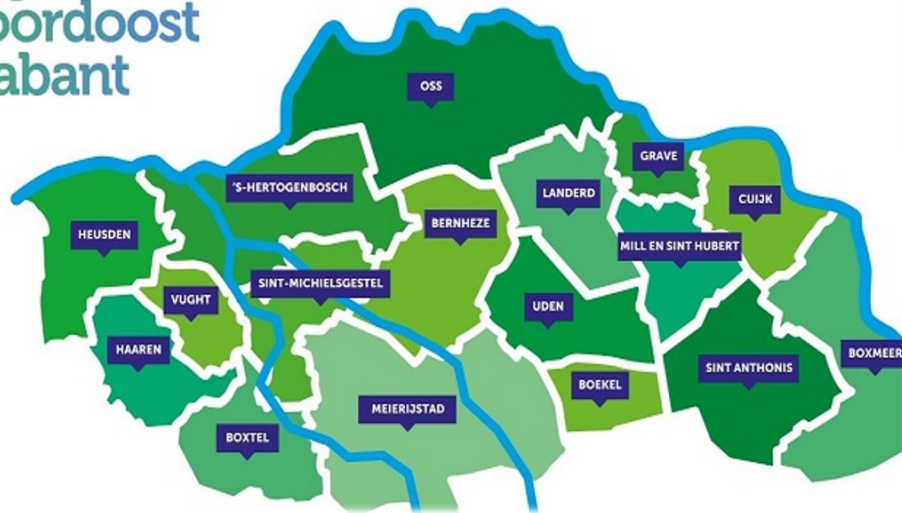 oordoost
abant
OSS
GRAVE
'S-HERTOGENBOSCH
LANDERD
CUIJK
BERNHEZE
HEUSDEN
MILL EN SINT HUBERT
SINT-MICHIELSGESTEL
VUGHT
UDEN
HAAREN
BOXMEER
SINT ANTHONIS
BOEKEL
MEIERIJSTAD
BOXTEL